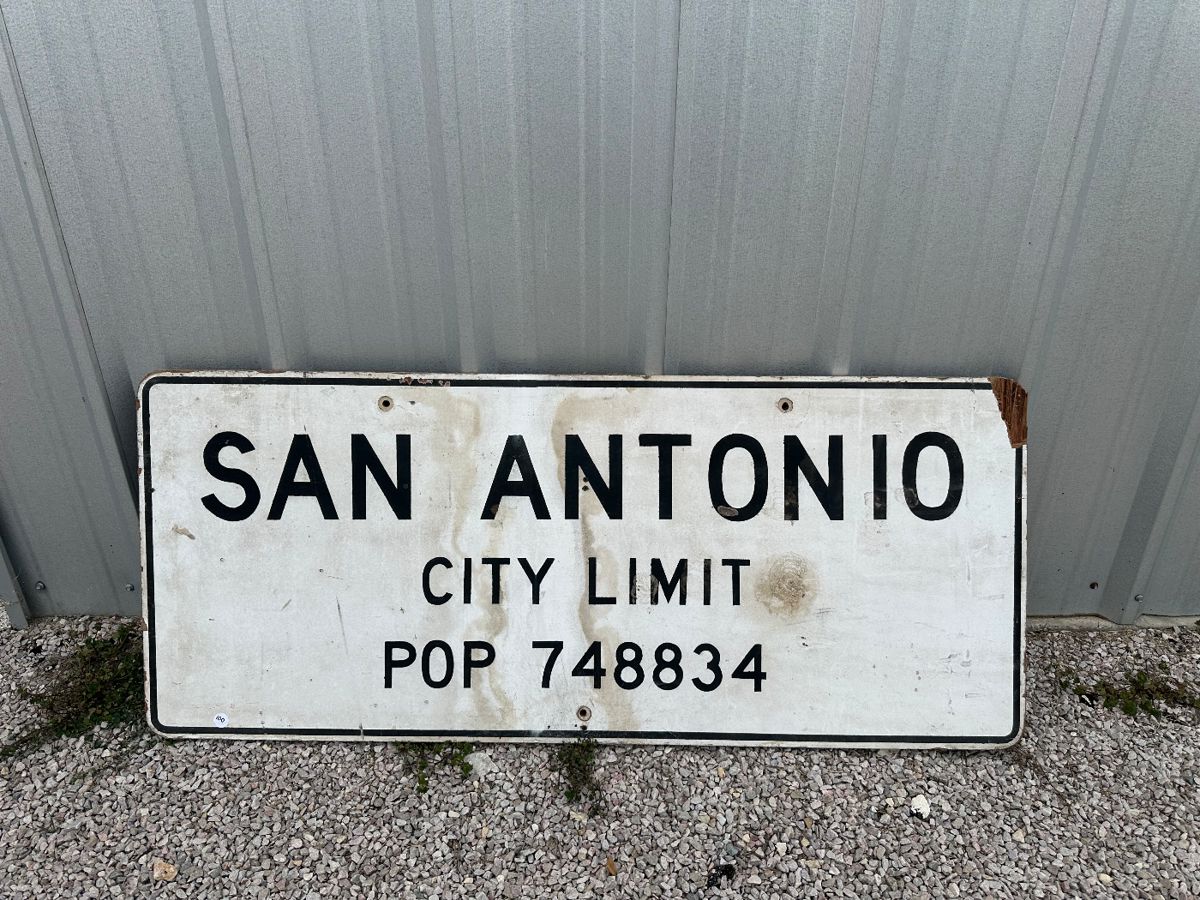 SAN ANTONIO
CITY LIMIT
POP 748834